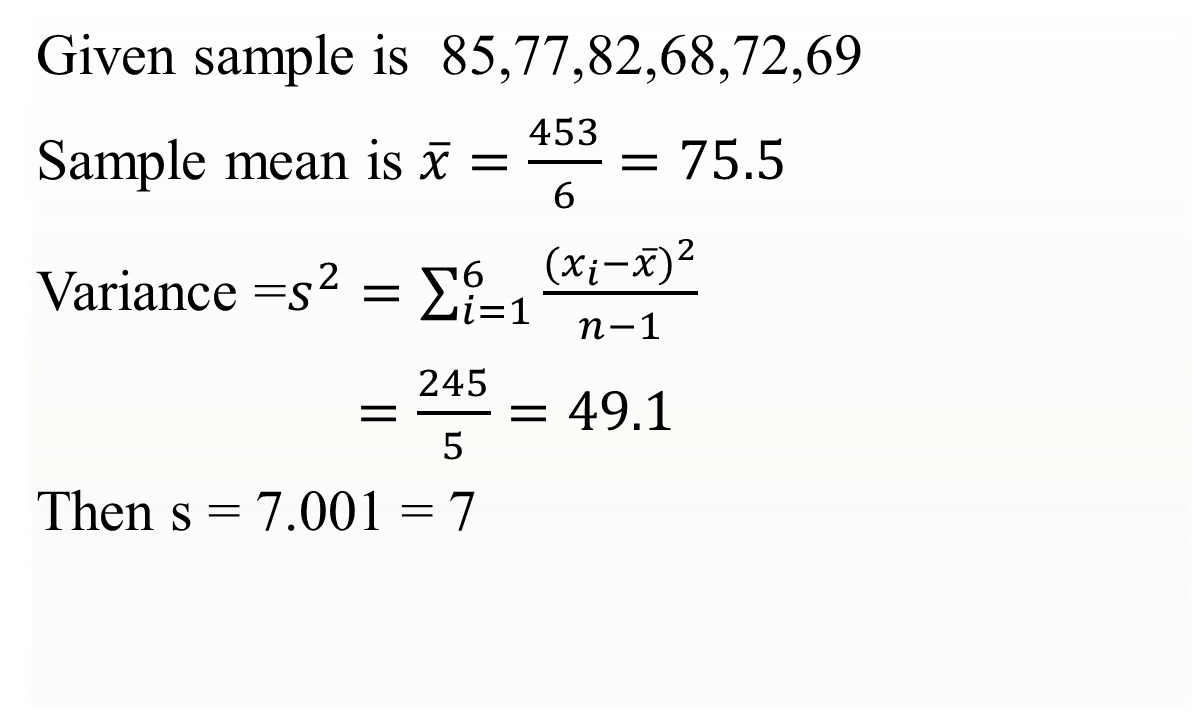 Given sample is 85,77,82,68,72,69
Sample mean is x̄ = 453/6 = 75.5
Variance =s² = ∑⁶ᵢ₌₁ (xᵢ−x̄)²/n−1
= 245/5 = 49.1
Then s = 7.001 = 7